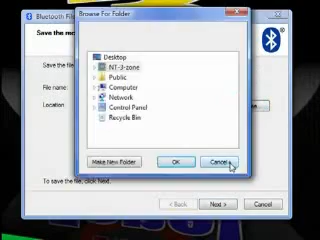 Bluetooth File
Browse For Folder
Save the rec
Save the file
File name:
Location:
Desktop
NT-3-zone
Public
Computer
Network
Control Panel
Recycle Bin
Make New Folder
OK
Cancel
To save the file, click Next.
< Back
Next >
Cancel